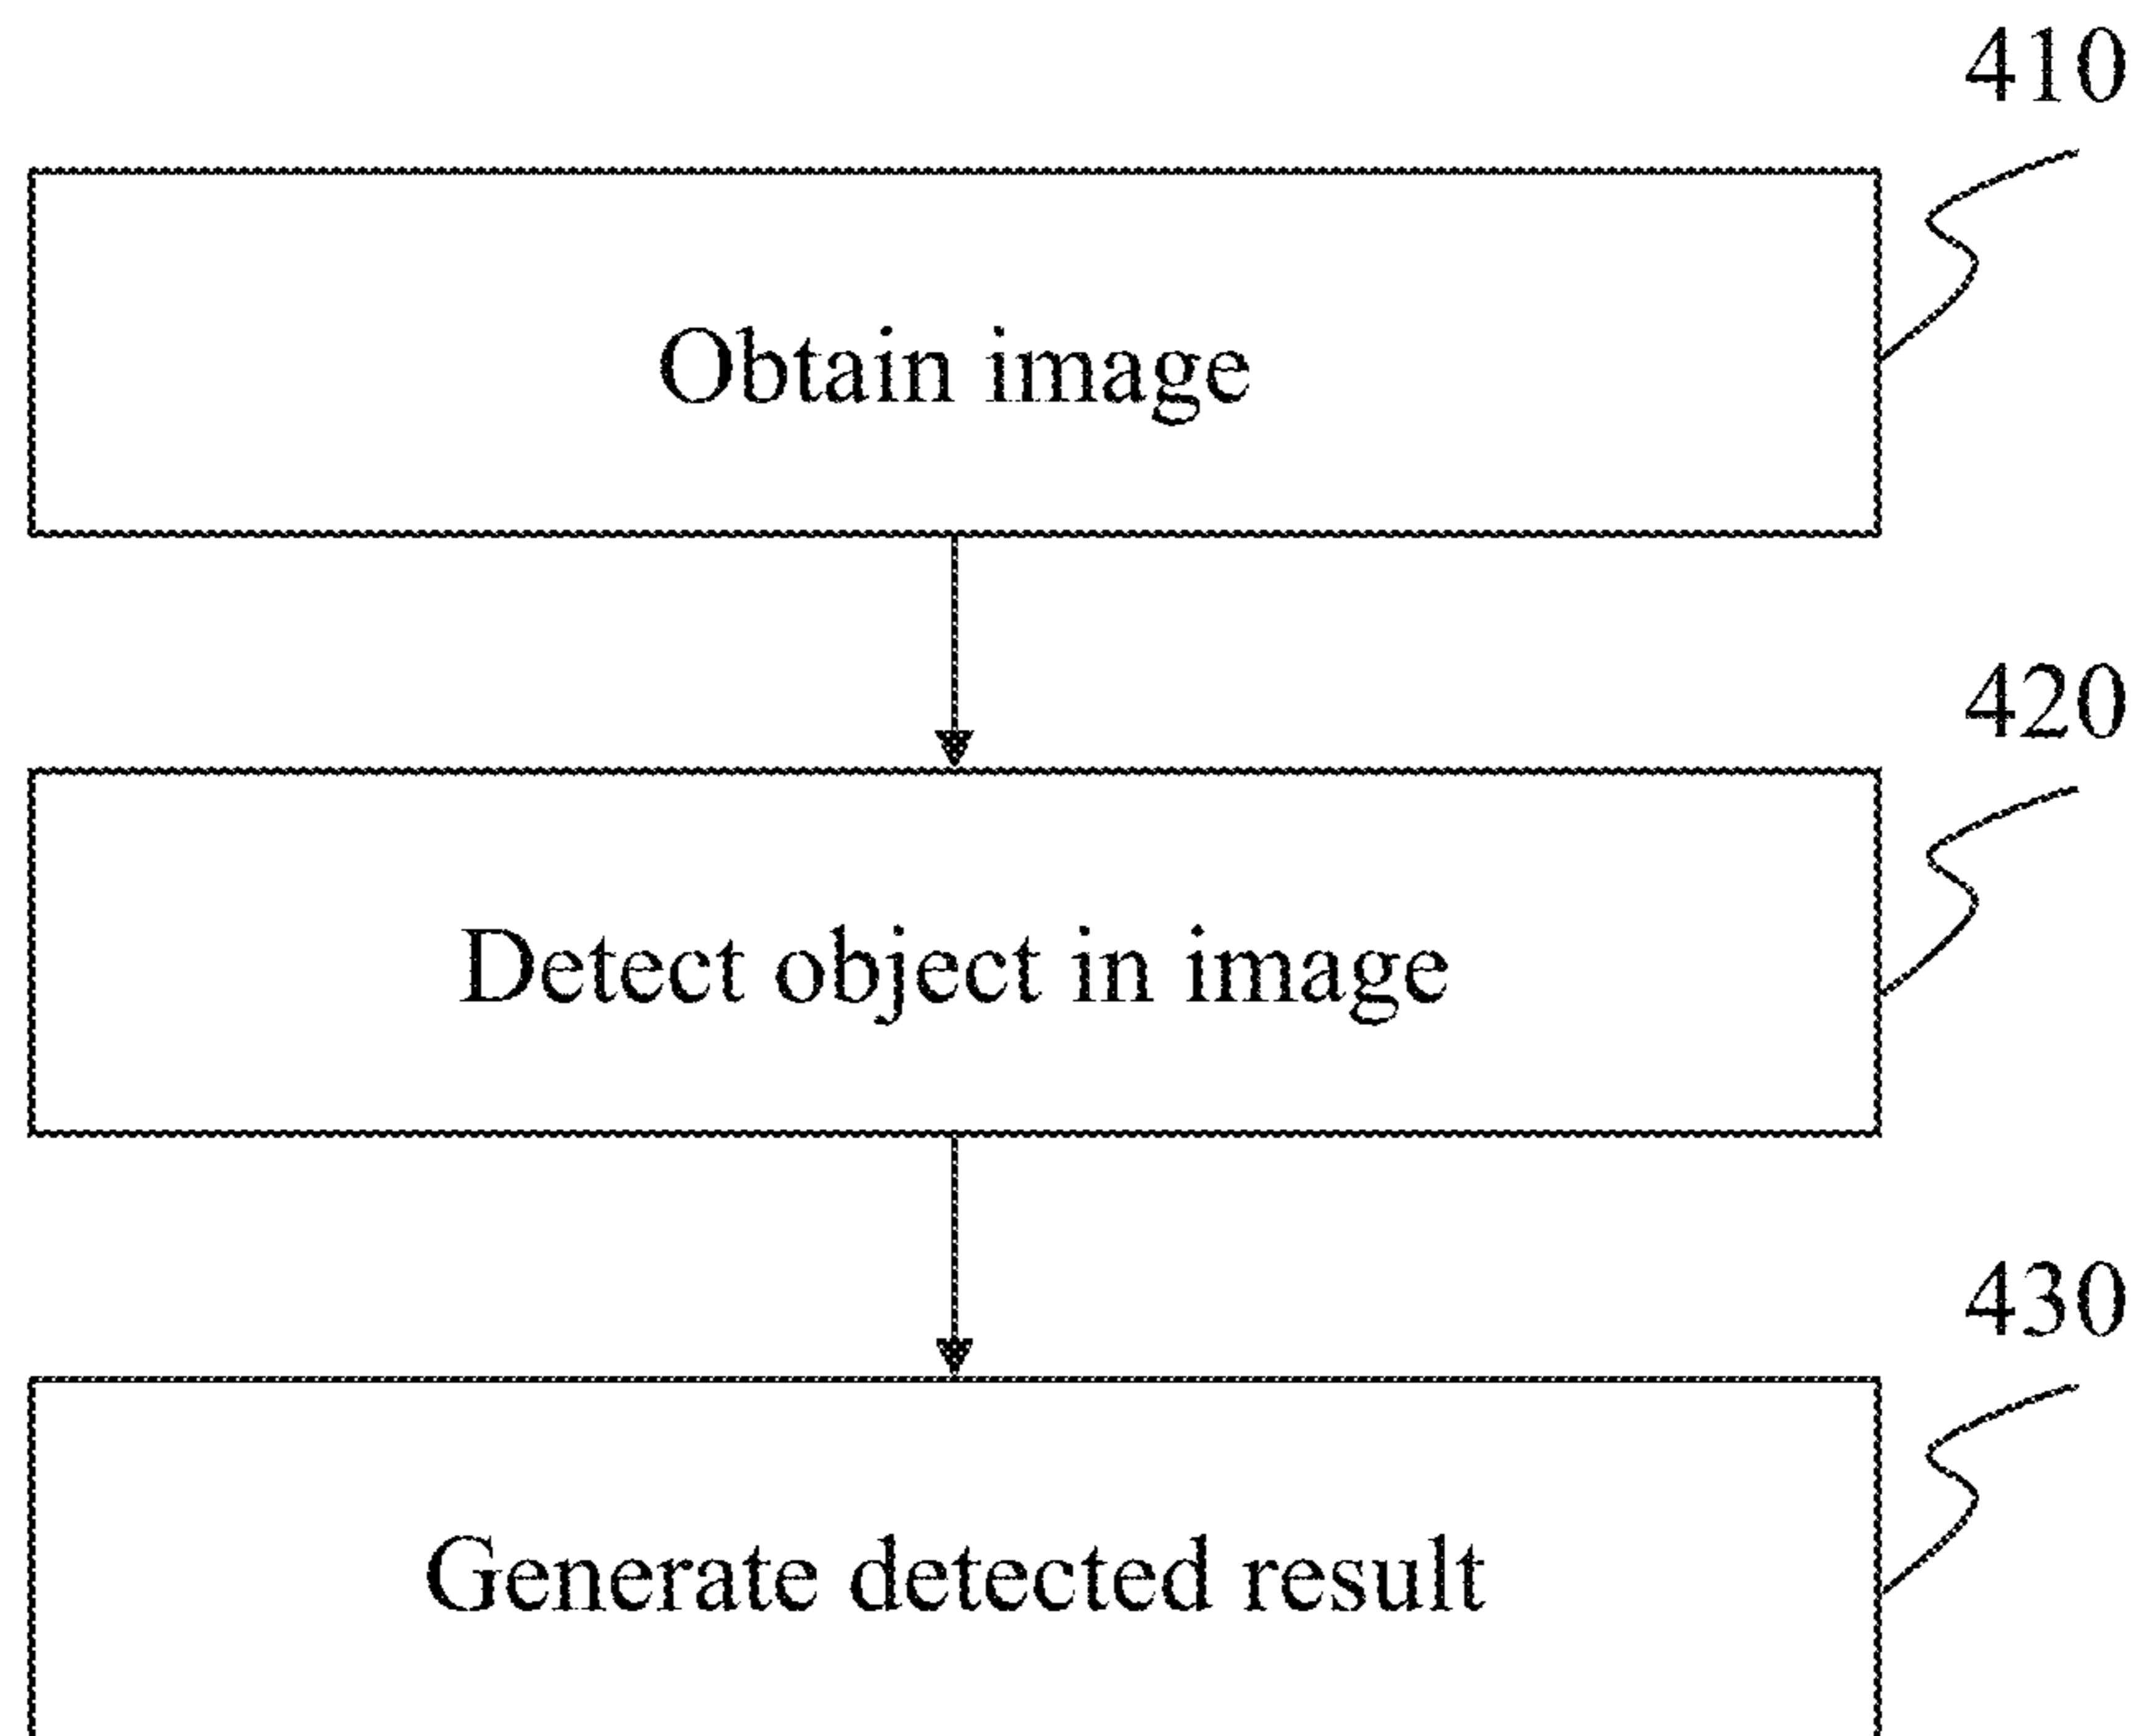 410
Obtain image
420
Detect object in image
430
Generate detected result